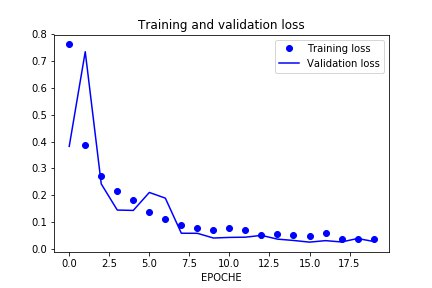 Training and validation loss
Training loss
Validation loss
0.8
0.7
0.6
0.5
0.4
0.3
0.2
0.1
0.0
0.0 2.5 5.0 7.5 10.0 12.5 15.0 17.5
EPOCHE